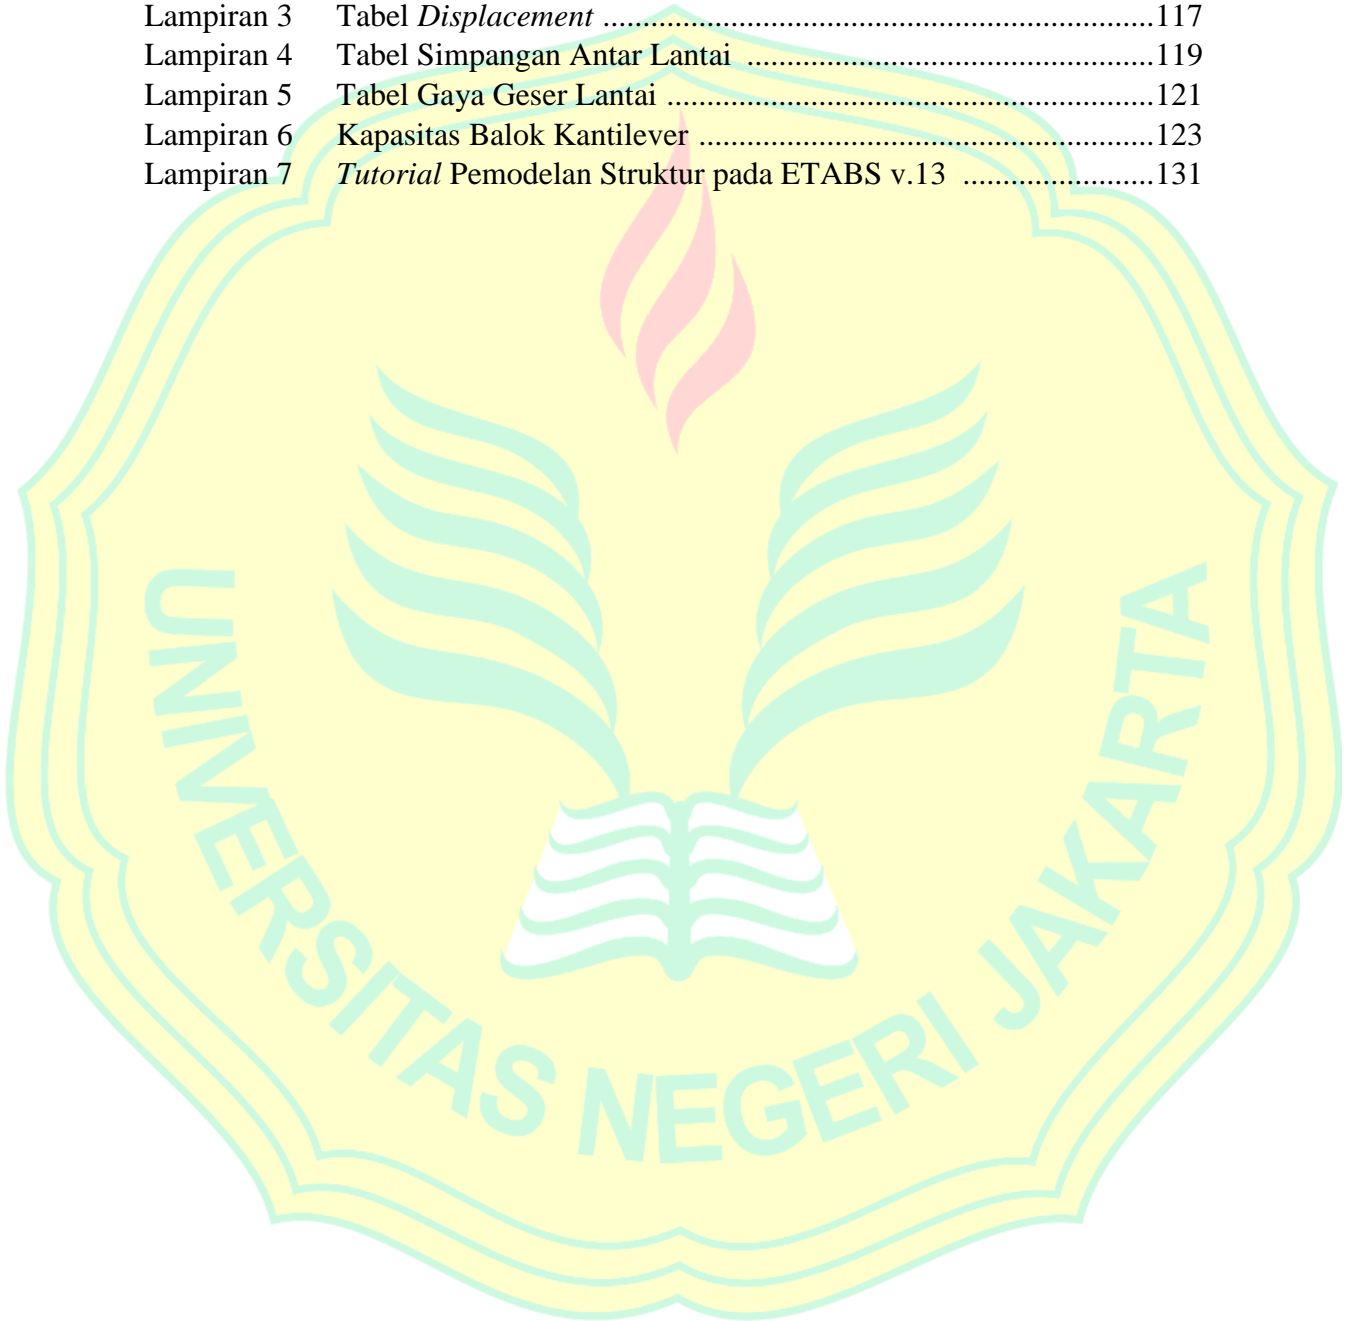 Lampiran 3 Tabel Displacement ....................................................................117
Lampiran 4 Tabel Simpangan Antar Lantai ..................................................119
Lampiran 5 Tabel Gaya Geser Lantai ............................................................121
Lampiran 6 Kapasitas Balok Kantilever ........................................................123
Lampiran 7 Tutorial Pemodelan Struktur pada ETABS v.13 .......................131
UNIVERSITAS NEGERI JAKARTA